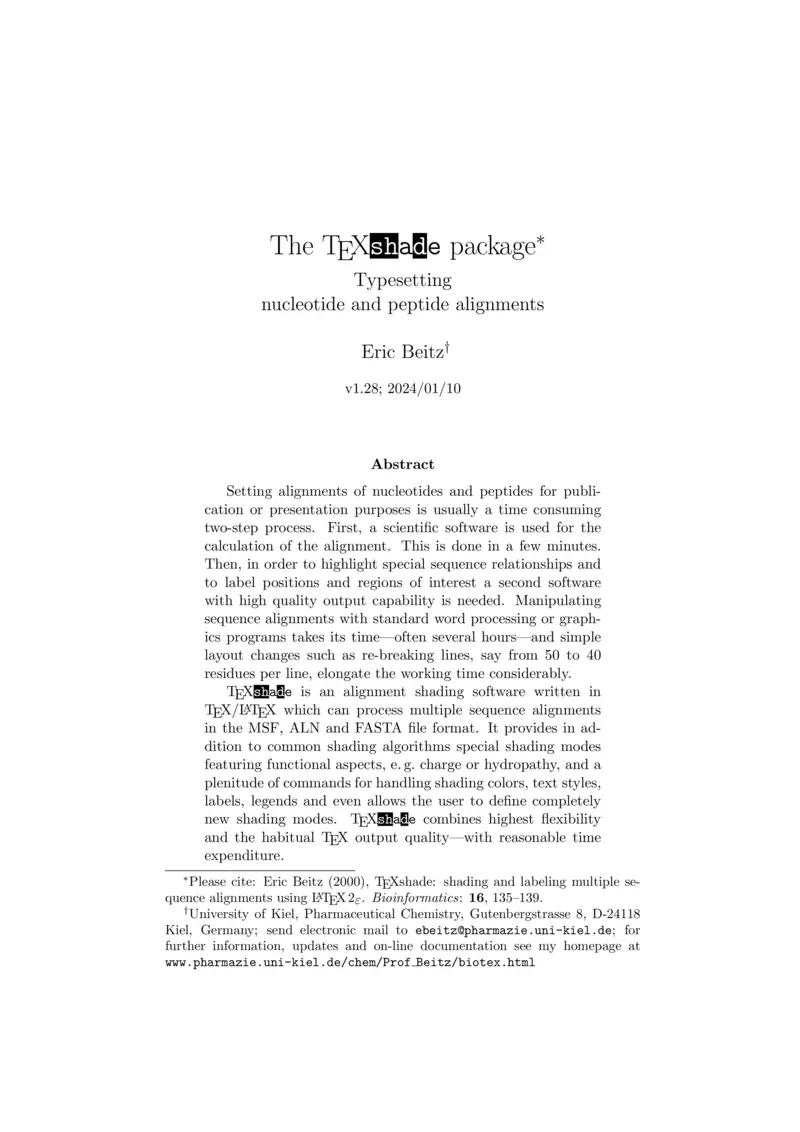 The TEXshade package*
Typesetting
nucleotide and peptide alignments
Eric Beitz†
v1.28; 2024/01/10
Abstract
Setting alignments of nucleotides and peptides for publi-
cation or presentation purposes is usually a time consuming
two-step process. First, a scientific software is used for the
calculation of the alignment. This is done in a few minutes.
Then, in order to highlight special sequence relationships and
to label positions and regions of interest a second software
with high quality output capability is needed. Manipulating
sequence alignments with standard word processing or graph-
ics programs takes its time—often several hours—and simple
layout changes such as re-breaking lines, say from 50 to 40
residues per line, elongate the working time considerably.
TEXshade is an alignment shading software written in
TEX/LATEX which can process multiple sequence alignments
in the MSF, ALN and FASTA file format. It provides in ad-
dition to common shading algorithms special shading modes
featuring functional aspects, e. g. charge or hydropathy, and a
plenitude of commands for handling shading colors, text styles,
labels, legends and even allows the user to define completely
new shading modes. TEXshade combines highest flexibility
and the habitual TEX output quality—with reasonable time
expenditure.
*Please cite: Eric Beitz (2000), TEXshade: shading and labeling multiple se-
quence alignments using LATEX 2ε. Bioinformatics: 16, 135–139.
†University of Kiel, Pharmaceutical Chemistry, Gutenbergstrasse 8, D-24118
Kiel, Germany; send electronic mail to ebeitz@pharmazie.uni-kiel.de; for
further information, updates and on-line documentation see my homepage at
www.pharmazie.uni-kiel.de/chem/Prof_Beitz/biotex.html